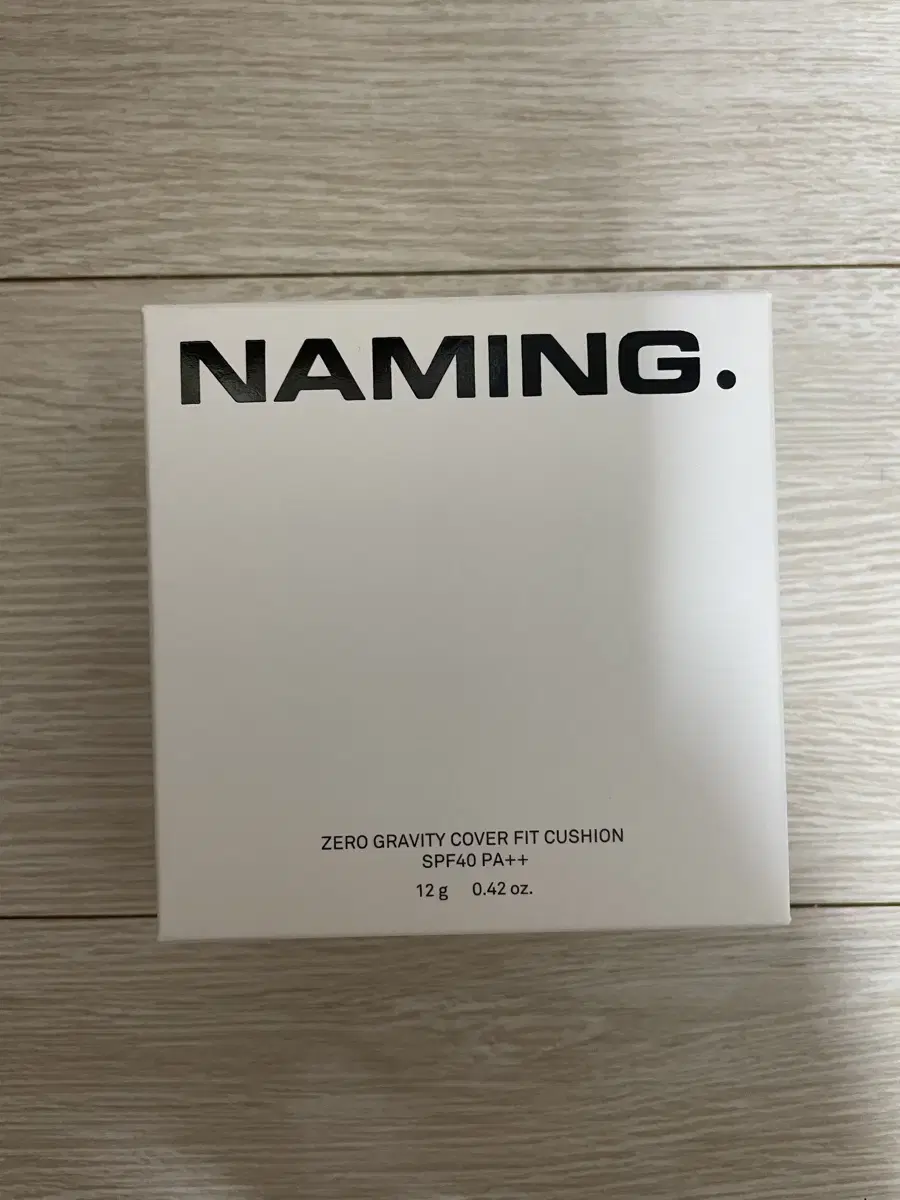 NAMING.
ZERO GRAVITY COVER FIT CUSHION
SPF40 PA++
12 g 0.42 oz.